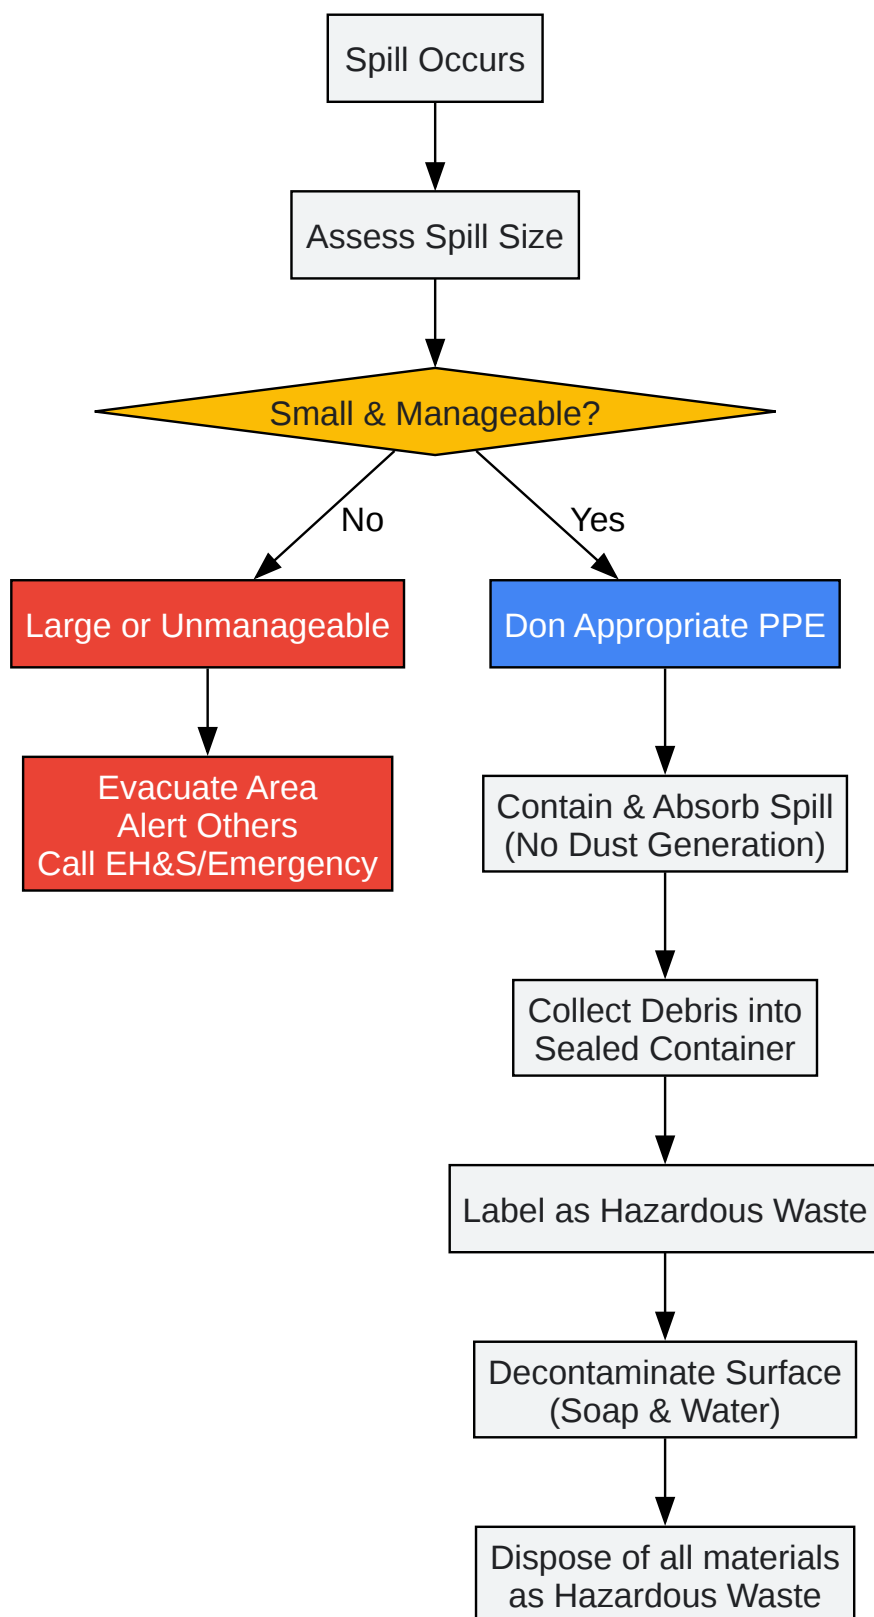 Spill Occurs
Assess Spill Size
Small & Manageable?
No
Yes
Large or Unmanageable
Don Appropriate PPE
Evacuate Area
Alert Others
Call EH&S/Emergency
Contain & Absorb Spill
(No Dust Generation)
Collect Debris into
Sealed Container
Label as Hazardous Waste
Decontaminate Surface
(Soap & Water)
Dispose of all materials
as Hazardous Waste